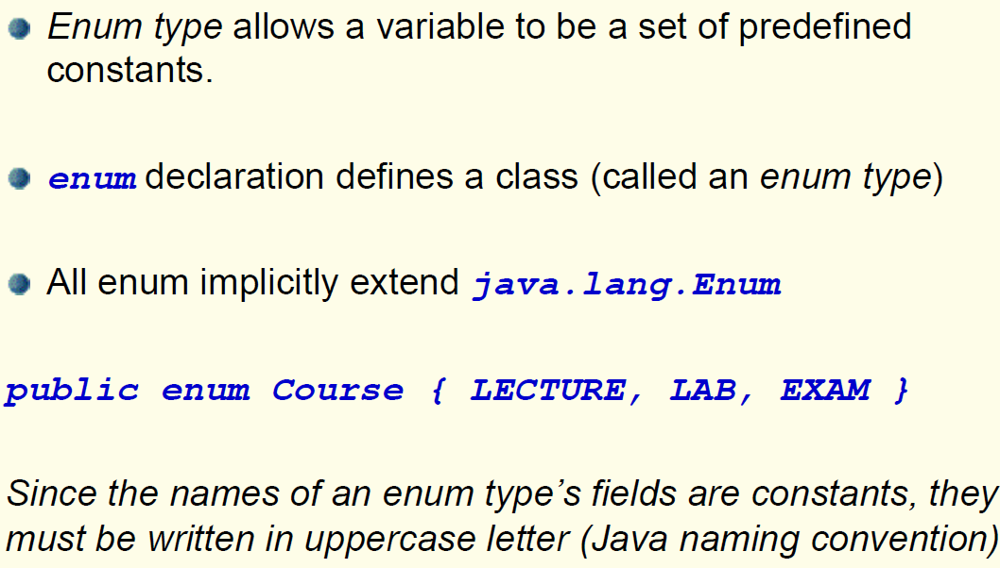 Enum type allows a variable to be a set of predefined
constants.
enum declaration defines a class (called an enum type)
All enum implicitly extend java.lang.Enum
public enum Course { LECTURE, LAB, EXAM }
Since the names of an enum type’s fields are constants, they
must be written in uppercase letter (Java naming convention)